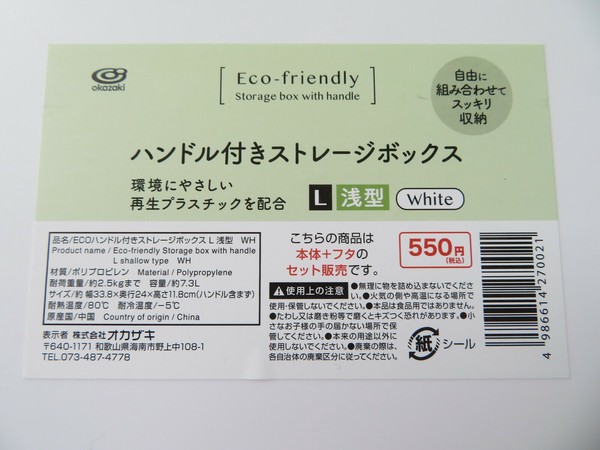 okazaki
Eco-friendly
Storage box with handle
自由に
組み合わせて
スッキリ
収納
ハンドル付きストレージボックス
環境にやさしい
再生プラスチックを配合
L 浅型 White
品名/ECOハンドル付きストレージボックス L 浅型 WH
Product name / Eco-friendly Storage box with handle
L shallow type WH
材質/ポリプロピレン Material / Polypropylene
耐荷重量/約2.5kgまで 容量/約7.3L
サイズ/約 幅33.8×奥行24×高さ11.8cm(ハンドル含まず)
耐熱温度/80℃ 耐冷温度/−5℃
原産国/中国 Country of origin / China
表示者 株式会社オカザキ
〒640-1171 和歌山県海南市野上中108-1
TEL.073-487-4778
こちらの商品は
本体+フタの
セット販売です。
550円
(税込)
使用上の注意 ●無理に物を詰め込まないでくださ
い。●火気の側や高温になる場所で
使用・保管しないでください。●本品は食品用ではありません。
●たわし又は磨き粉等で磨くとキズつく恐れがあります。●小
さなお子様の手の届かない場所で保
管してください。●本来の用途以外に
使用しないでください。●廃棄の際は、
各自治体の廃棄区分に従ってください。
紙 シール
4 986614 270021